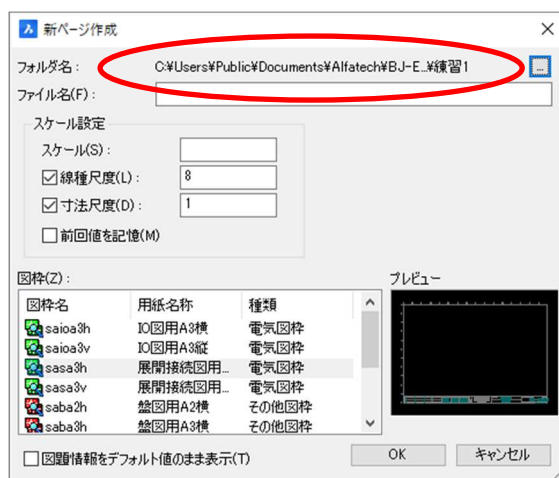 新ページ作成
フォルダ名: C:¥Users¥Public¥Documents¥Alfatech¥BJ-E...¥練習1 ...
ファイル名(F):
スケール設定
スケール(S):
線種尺度(L): 8
寸法尺度(D): 1
前回値を記憶(M)
図枠(Z): プレビュー
図枠名 用紙名称 種類
saioa3h IO図用A3横 電気図枠
saioa3v IO図用A3縦 電気図枠
sasa3h 展開接続図用... 電気図枠
sasa3v 展開接続図用... 電気図枠
saba2h 盤図用A2横 その他図枠
saba3h 盤図用A3横 その他図枠
図題情報をデフォルト値のまま表示(T) OK キャンセル